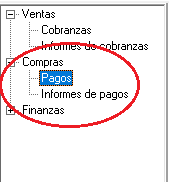 Ventas
Cobranzas
Informes de cobranzas
Compras
Pagos
Informes de pagos
Finanzas